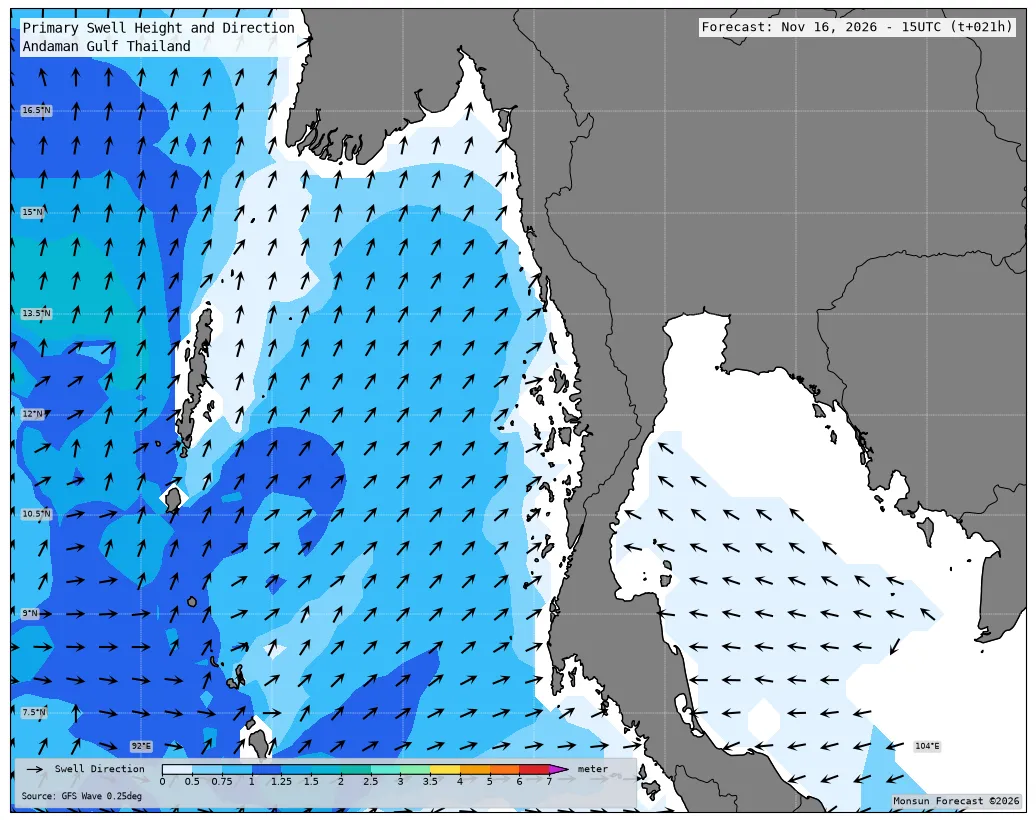 Primary Swell Height and Direction
Andaman Gulf Thailand
Forecast: Nov 16, 2026 - 15UTC (t+021h)
16.5°N
15°N
13.5°N
12°N
10.5°N
9°N
7.5°N
92°E
104°E
Swell Direction
0 0.5 0.75 1 1.25 1.5 2 2.5 3 3.5 4 5 6 7
meter
Source: GFS Wave 0.25deg
Monsun Forecast ©2026